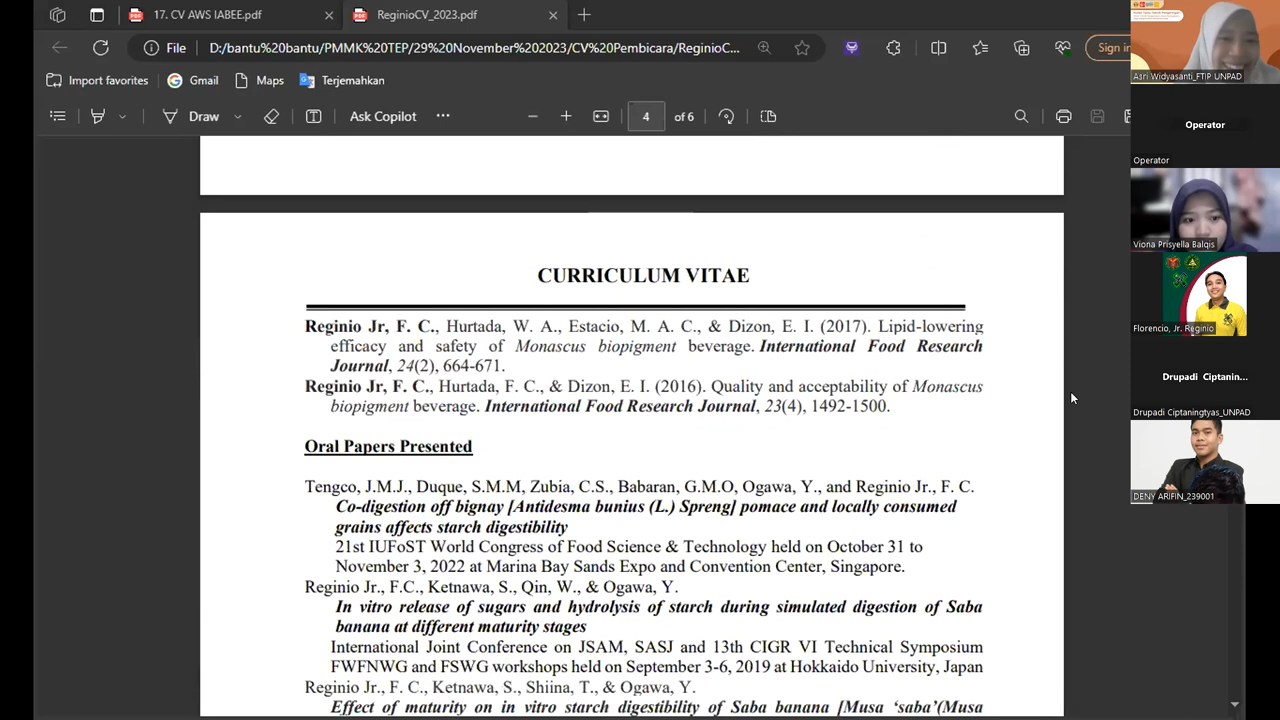 17. CV AWS IABEE.pdf
ReginioCV_2023.pdf
File
D:/bantu%20bantu/PMMK%20TEP/29%20November%202023/CV%20Pembicara/ReginioC...
Sign in
Import favorites
Gmail
Maps
Terjemahkan
Draw
Ask Copilot
4 of 6
CURRICULUM VITAE
Reginio Jr, F. C., Hurtada, W. A., Estacio, M. A. C., & Dizon, E. I. (2017). Lipid-lowering
efficacy and safety of Monascus biopigment beverage. International Food Research
Journal, 24(2), 664-671.
Reginio Jr, F. C., Hurtada, F. C., & Dizon, E. I. (2016). Quality and acceptability of Monascus
biopigment beverage. International Food Research Journal, 23(4), 1492-1500.
Oral Papers Presented
Tengco, J.M.J., Duque, S.M.M, Zubia, C.S., Babaran, G.M.O, Ogawa, Y., and Reginio Jr., F. C.
Co-digestion off bignay [Antidesma bunius (L.) Spreng] pomace and locally consumed
grains affects starch digestibility
21st IUFoST World Congress of Food Science & Technology held on October 31 to
November 3, 2022 at Marina Bay Sands Expo and Convention Center, Singapore.
Reginio Jr., F.C., Ketnawa, S., Qin, W., & Ogawa, Y.
In vitro release of sugars and hydrolysis of starch during simulated digestion of Saba
banana at different maturity stages
International Joint Conference on JSAM, SASJ and 13th CIGR VI Technical Symposium
FWFNWG and FSWG workshops held on September 3-6, 2019 at Hokkaido University, Japan
Reginio Jr., F. C., Ketnawa, S., Shiina, T., & Ogawa, Y.
Effect of maturity on in vitro starch digestibility of Saba banana [Musa ‘saba’(Musa
Asri Widyasanti_FTIP UNPAD
Operator
Operator
Viona Prisyella Balqis
Florencio, Jr. Reginio
Drupadi Ciptanin...
Drupadi Ciptaningtyas_UNPAD
DENY ARIFIN_239001